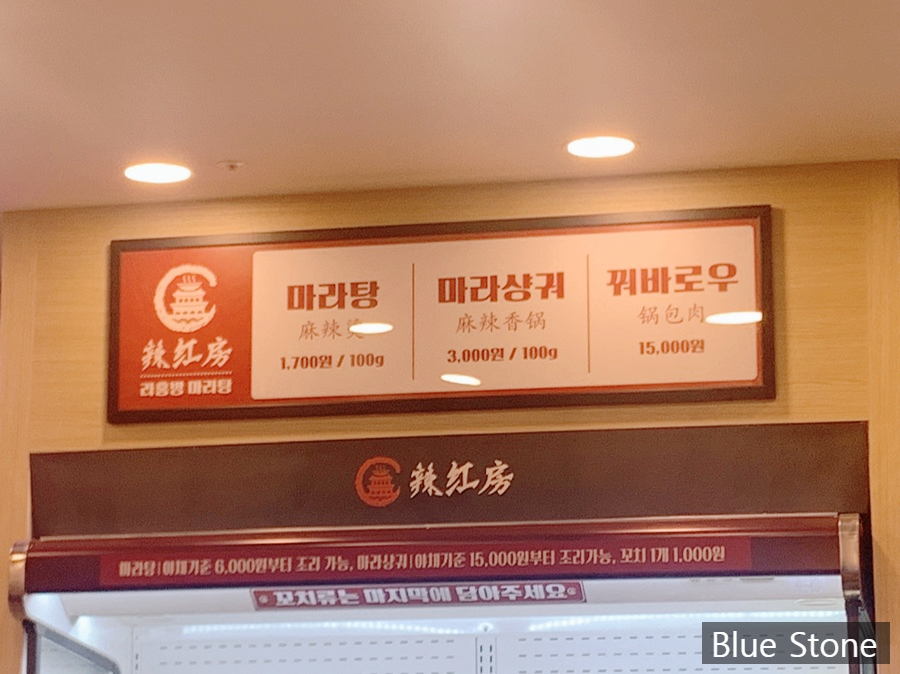 辣红房
라홍방 마라탕
마라탕
麻辣烫
1,700원 / 100g
마라샹궈
麻辣香锅
3,000원 / 100g
꿔바로우
锅包肉
15,000원
辣红房
마라탕 | 야채기준 6,000원부터 조리 가능, 마라샹궈 | 야채기준 15,000원부터 조리가능, 꼬치 1개 1,000원
꼬치류는 마지막에 담아주세요
Blue Stone